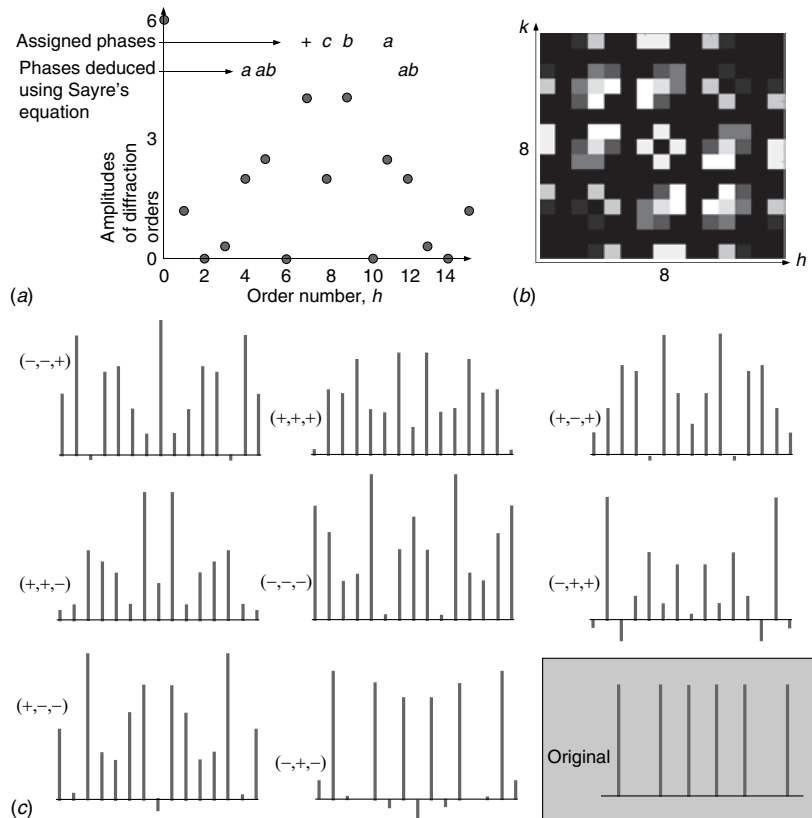 6
Assigned phases + c b a
Phases deduced a ab ab
using Sayre's
equation
3
Amplitudes
of diffraction
orders
0
0 2 4 6 8 10 12 14
Order number, h
(a)
k
8
8
h
(b)
(−,−,+)
(+,+,+)
(+,−,+)
(+,+,−)
(−,−,−)
(−,+,+)
(+,−,−)
(−,+,−)
Original
(c)